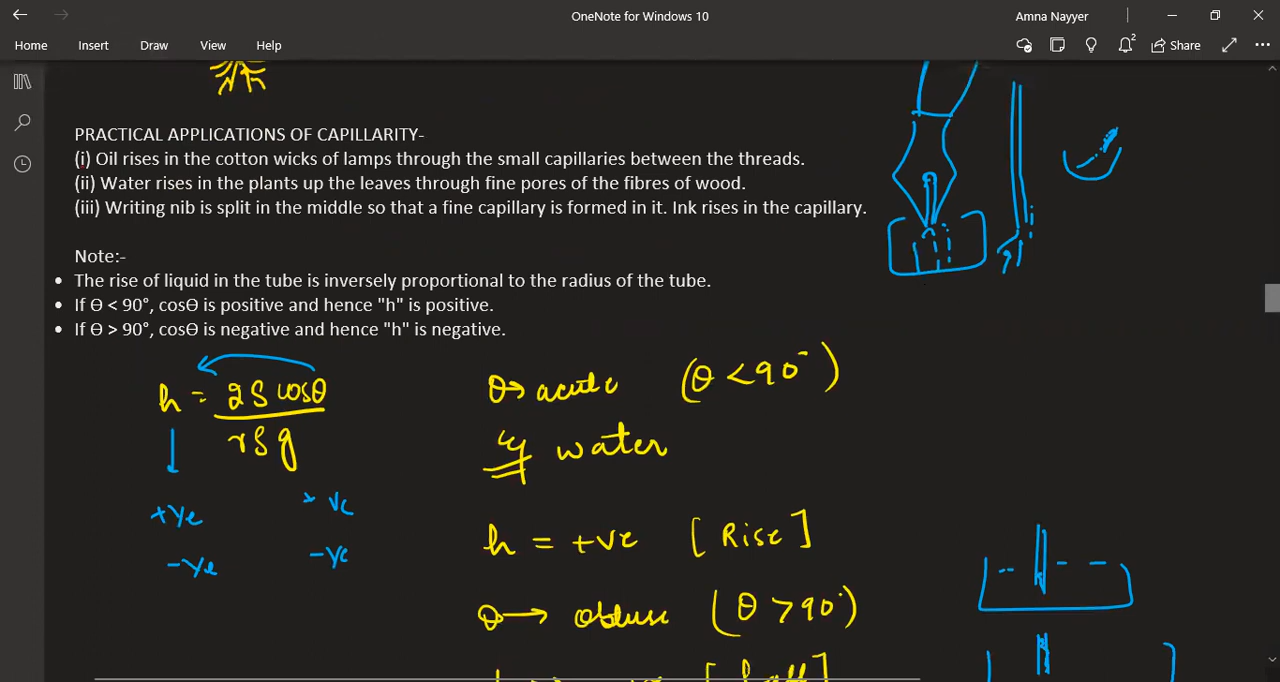 OneNote for Windows 10
Amna Nayyer
Home Insert Draw View Help
2 Share
PRACTICAL APPLICATIONS OF CAPILLARITY-
(i) Oil rises in the cotton wicks of lamps through the small capillaries between the threads.
(ii) Water rises in the plants up the leaves through fine pores of the fibres of wood.
(iii) Writing nib is split in the middle so that a fine capillary is formed in it. Ink rises in the capillary.
Note:-
• The rise of liquid in the tube is inversely proportional to the radius of the tube.
• If Θ < 90°, cosΘ is positive and hence "h" is positive.
• If Θ > 90°, cosΘ is negative and hence "h" is negative.
h = 2S cosθ
rρg
+ve +ve
-ve -ve
θ→ acute (θ < 90°)
eg water
h = +ve [Rise]
θ → obtuse (θ > 90°)